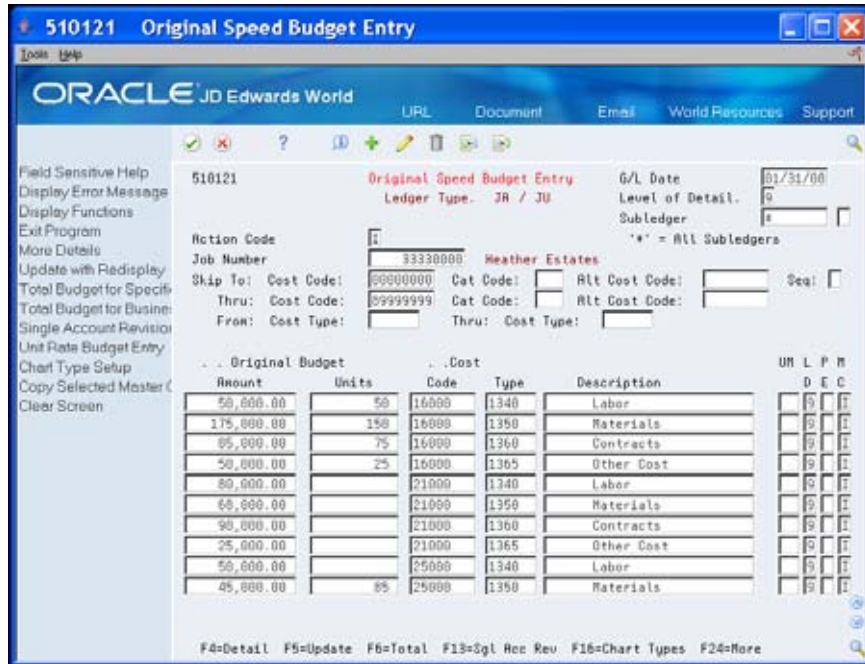 510121 Original Speed Budget Entry
Tools Help
ORACLE JD Edwards World
URL Document Email World Resources Support
Field Sensitive Help
Display Error Message
Display Functions
Exit Program
More Details
Update with Redisplay
Total Budget for Specifi
Total Budget for Busine
Single Account Revision
Unit Rate Budget Entry
Chart Type Setup
Copy Selected Master C
Clear Screen
510121 Original Speed Budget Entry G/L Date 01/31/08
Ledger Type. JA / JU Level of Detail. 9
Subledger *
Action Code I '*' = All Subledgers
Job Number 33330000 Heather Estates
Skip To: Cost Code: 00000000 Cat Code: Alt Cost Code: Seq:
Thru: Cost Code: 89999999 Cat Code: Alt Cost Code:
From: Cost Type: Thru: Cost Type:
. . Original Budget . .Cost UM L P M
Amount Units Code Type Description D E C
50,000.00 50 16000 1340 Labor 9 I
175,000.00 150 16000 1350 Materials 9 I
85,000.00 75 16000 1360 Contracts 9 I
50,000.00 25 16000 1365 Other Cost 9 I
80,000.00 21000 1340 Labor 9 I
60,000.00 21000 1350 Materials 9 I
90,000.00 21000 1360 Contracts 9 I
25,000.00 21000 1365 Other Cost 9 I
50,000.00 25000 1340 Labor 9 I
45,000.00 85 25000 1350 Materials 9 I
F4=Detail F5=Update F6=Total F13=Sgl Acc Rev F16=Chart Types F24=More